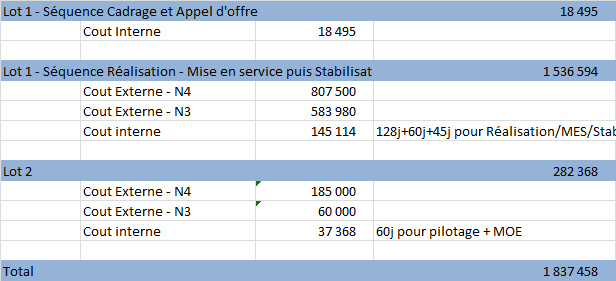 Lot 1 - Séquence Cadrage et Appel d'offre 18 495
Cout Interne 18 495
Lot 1 - Séquence Réalisation - Mise en service puis Stabilisat 1 536 594
Cout Externe - N4 807 500
Cout Externe - N3 583 980
Cout interne 145 114 128j+60j+45j pour Réalisation/MES/Stab
Lot 2 282 368
Cout Externe - N4 185 000
Cout Externe - N3 60 000
Cout interne 37 368 60j pour pilotage + MOE
Total 1 837 458